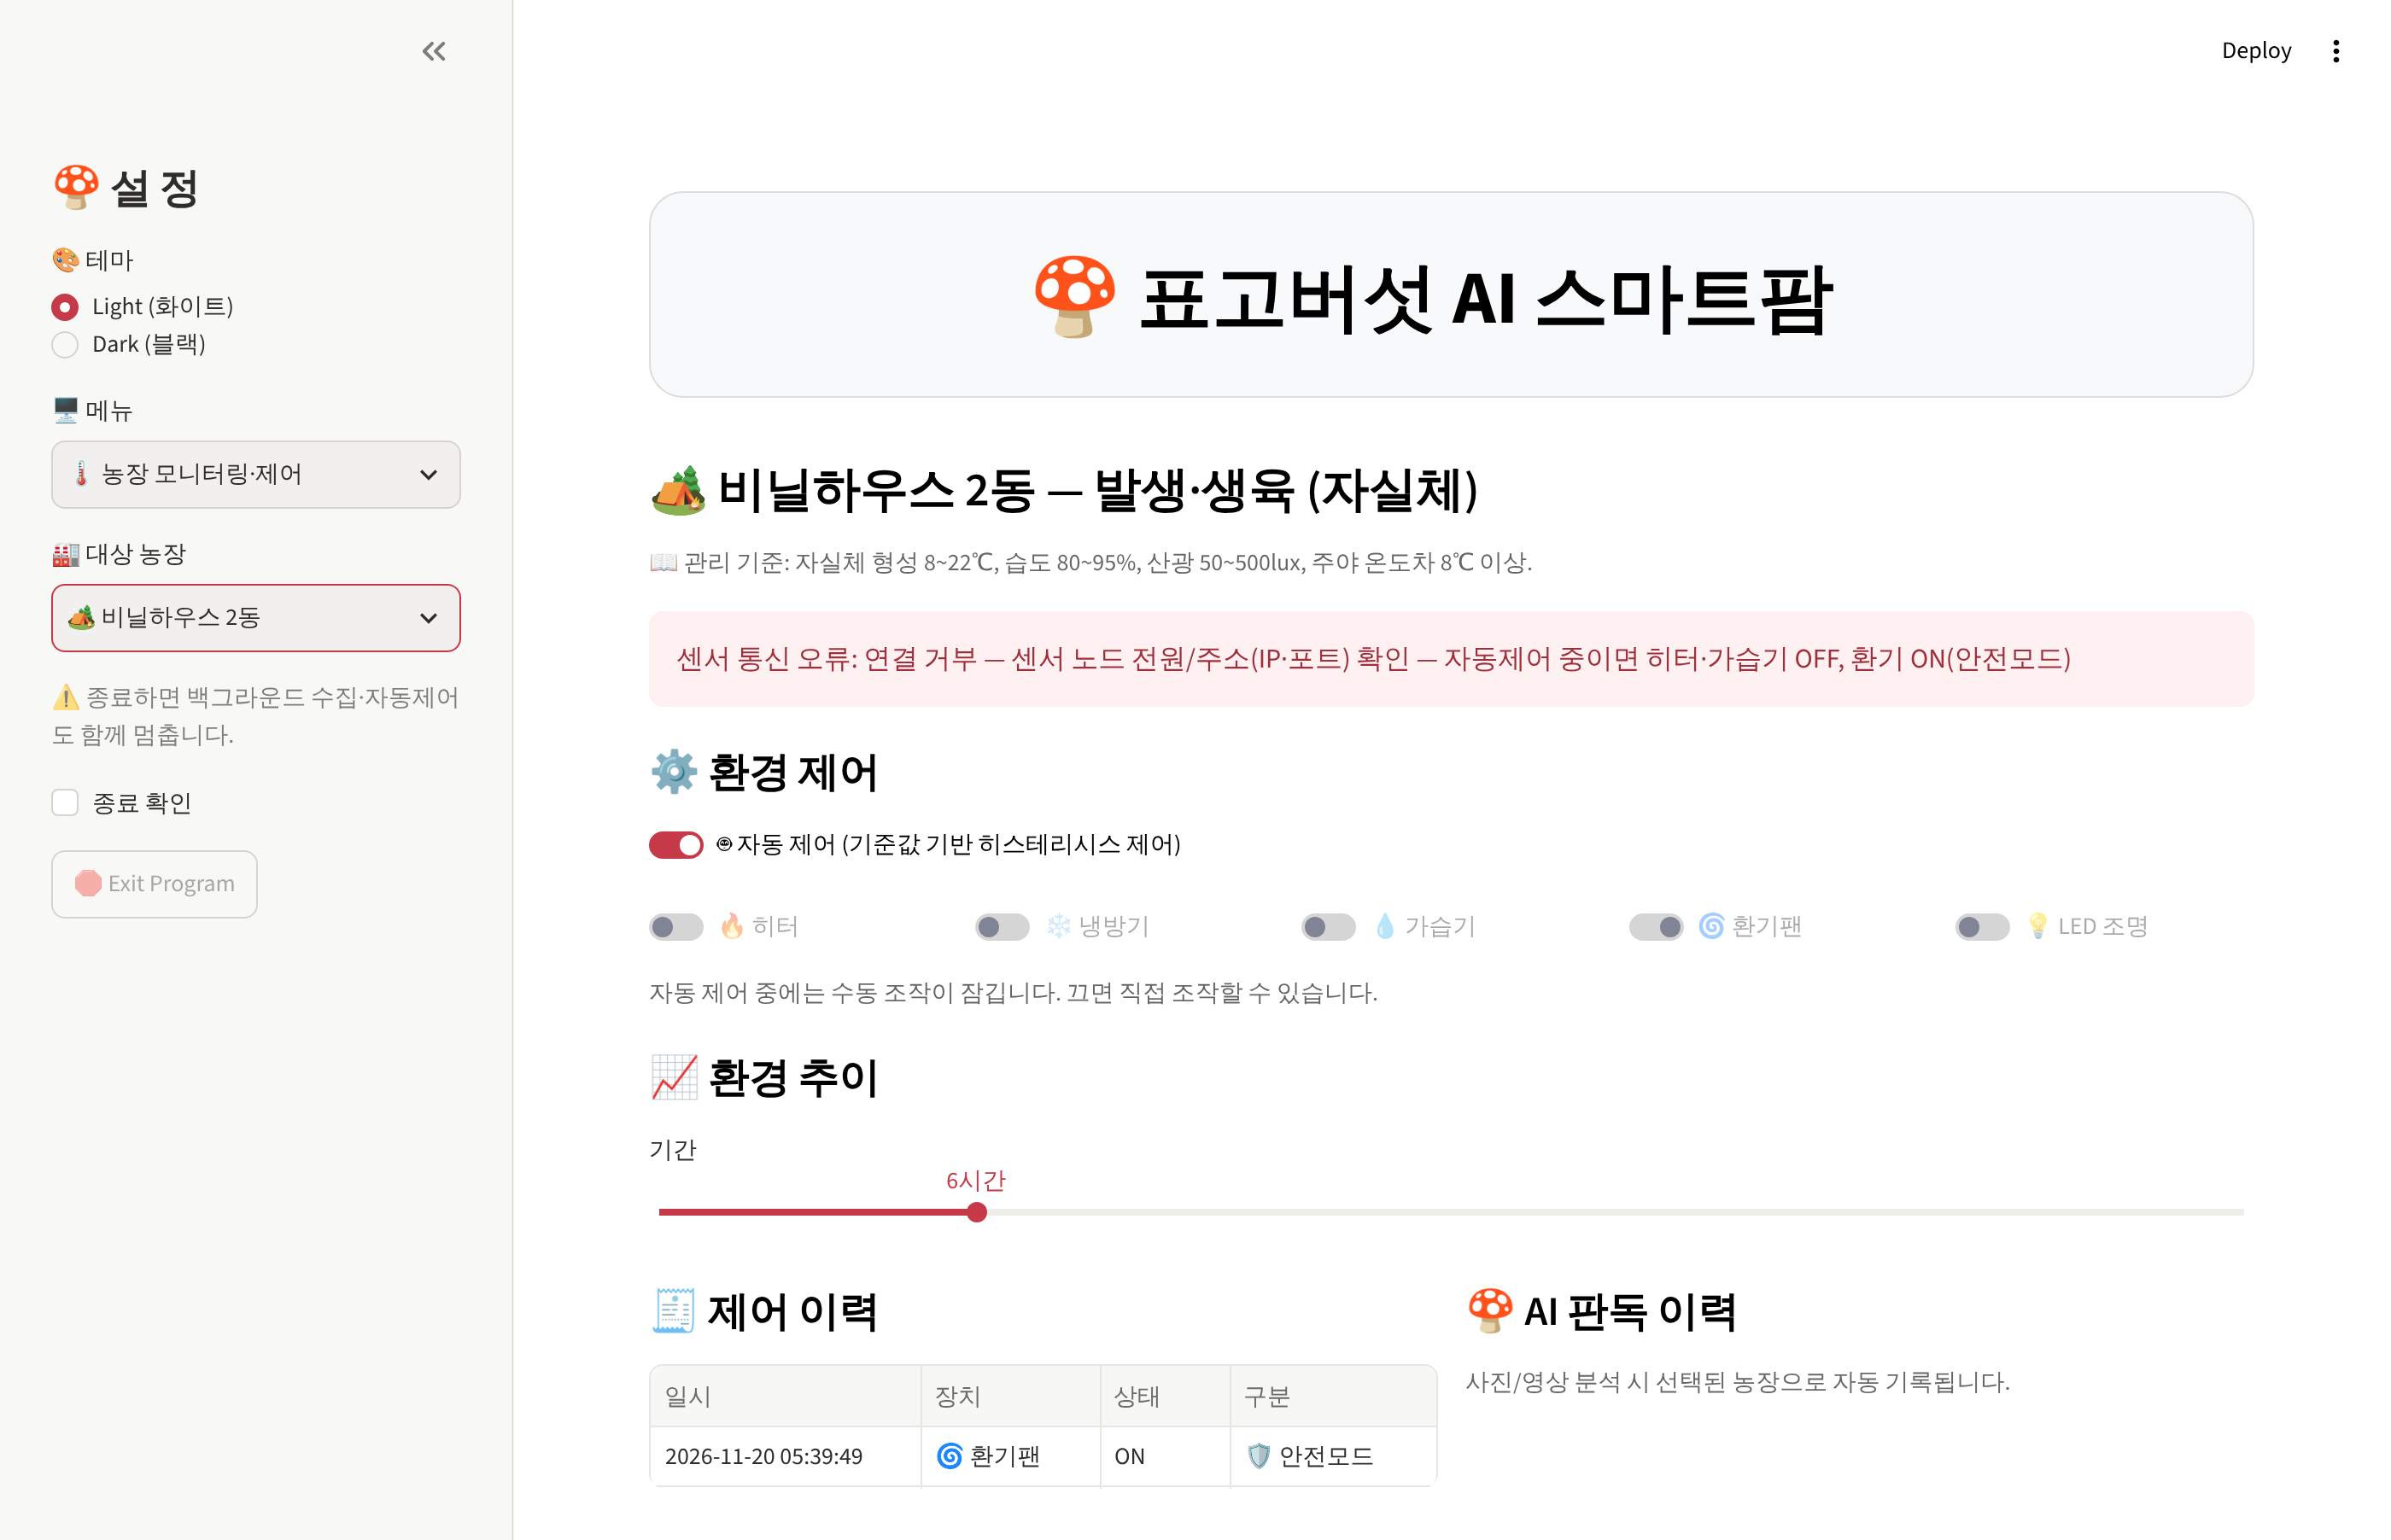 Deploy
🍄 설 정
🎨 테마
Light (화이트)
Dark (블랙)
🖥️ 메뉴
🌡️ 농장 모니터링·제어
🏭 대상 농장
🏕️ 비닐하우스 2동
⚠️ 종료하면 백그라운드 수집·자동제어
도 함께 멈춥니다.
종료 확인
🛑 Exit Program
🍄 표고버섯 AI 스마트팜
🏕️ 비닐하우스 2동 — 발생·생육 (자실체)
📖 관리 기준: 자실체 형성 8~22℃, 습도 80~95%, 산광 50~500lux, 주야 온도차 8℃ 이상.
센서 통신 오류: 연결 거부 — 센서 노드 전원/주소(IP·포트) 확인 — 자동제어 중이면 히터·가습기 OFF, 환기 ON(안전모드)
⚙️ 환경 제어
자동 제어 (기준값 기반 히스테리시스 제어)
🔥 히터
❄️ 냉방기
💧 가습기
🌀 환기팬
💡 LED 조명
자동 제어 중에는 수동 조작이 잠깁니다. 끄면 직접 조작할 수 있습니다.
📈 환경 추이
기간
6시간
🧾 제어 이력
일시 장치 상태 구분
2026-11-20 05:39:49 🌀 환기팬 ON 🛡️ 안전모드
🍄 AI 판독 이력
사진/영상 분석 시 선택된 농장으로 자동 기록됩니다.